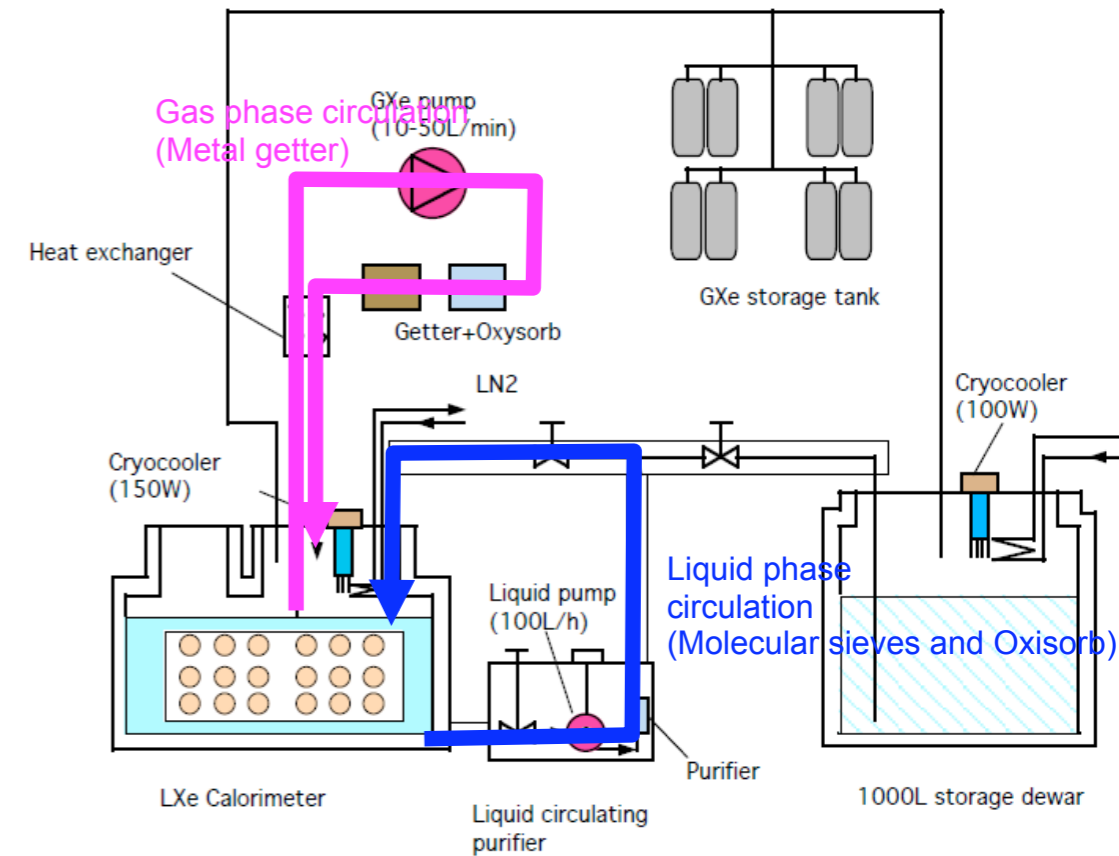 GXe pump
(10-50L/min)
Gas phase circulation
(Metal getter)
Heat exchanger
GXe storage tank
Getter+Oxysorb
LN2
Cryocooler
(100W)
Cryocooler
(150W)
Liquid pump
(100L/h)
Liquid phase
circulation
(Molecular sieves and Oxisorb)
Purifier
LXe Calorimeter
1000L storage dewar
Liquid circulating
purifier